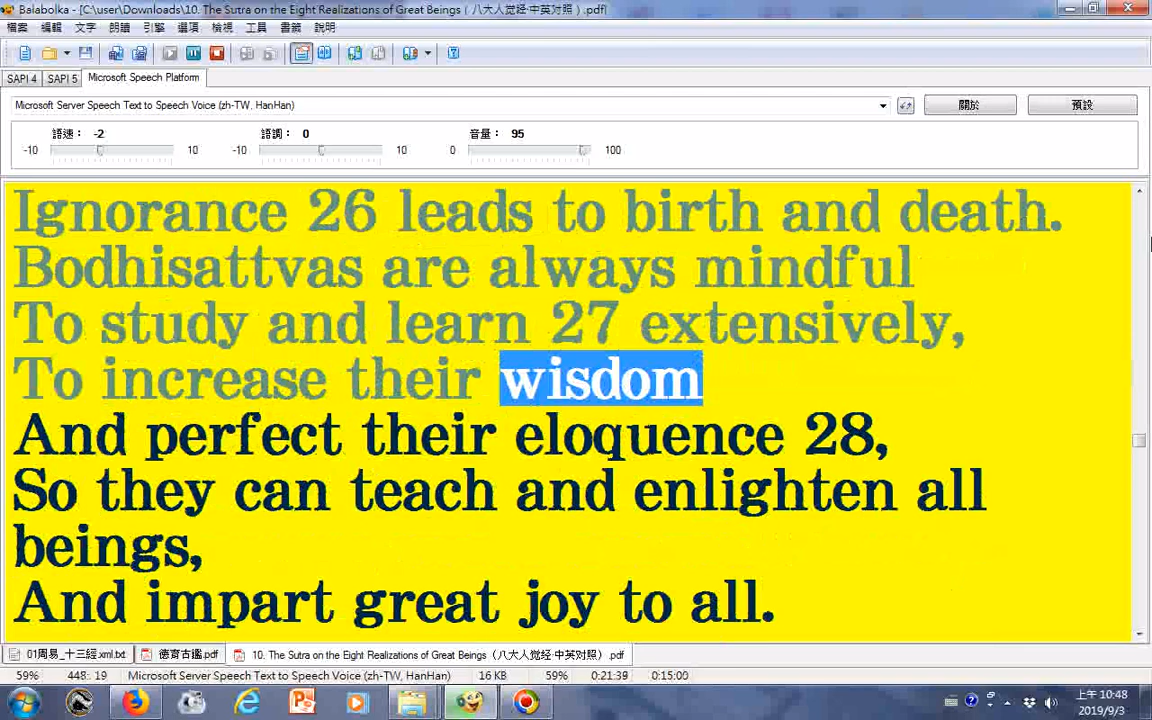 Balabolka - [C:\user\Downloads\10. The Sutra on the Eight Realizations of Great Beings（八大人觉经·中英对照）.pdf]
檔案 編輯 文字 朗讀 引擎 選項 檢視 工具 書籤 說明
SAPI 4 SAPI 5 Microsoft Speech Platform
Microsoft Server Speech Text to Speech Voice (zh-TW, HanHan) 關於 預設
語速： -2 語調： 0 音量： 95
-10 10 -10 10 0 100
Ignorance 26 leads to birth and death.
Bodhisattvas are always mindful
To study and learn 27 extensively,
To increase their wisdom
And perfect their eloquence 28,
So they can teach and enlighten all
beings,
And impart great joy to all.
01周易_十三經.xml.txt 德育古鑑.pdf 10. The Sutra on the Eight Realizations of Great Beings（八大人觉经·中英对照）.pdf
59% 448: 19 Microsoft Server Speech Text to Speech Voice (zh-TW, HanHan) 16 KB 59% 0:21:39 0:15:00
上午 10:48
2019/9/3